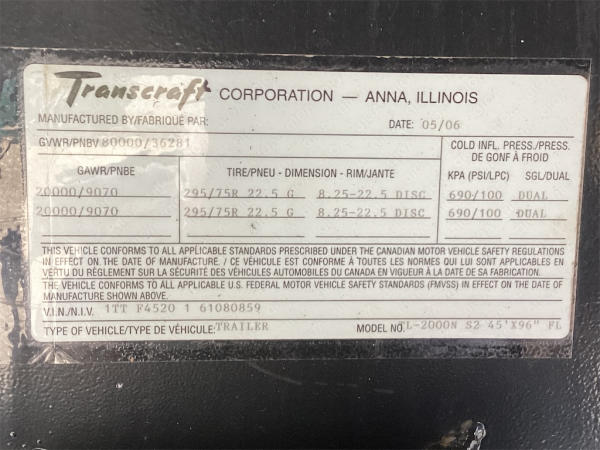 Transcraft CORPORATION — ANNA, ILLINOIS
MANUFACTURED BY/FABRIQUÉ PAR: DATE: 05/06
GVWR/PNBV 80000/36281
COLD INFL. PRESS./PRESS. DE GONF À FROID
GAWR/PNBE TIRE/PNEU - DIMENSION - RIM/JANTE KPA (PSI/LPC) SGL/DUAL
20000/9070 295/75R 22.5 G 8.25-22.5 DISC 690/100 DUAL
20000/9070 295/75R 22.5 G 8.25-22.5 DISC 690/100 DUAL
THIS VEHICLE CONFORMS TO ALL APPLICABLE STANDARDS PRESCRIBED UNDER THE CANADIAN MOTOR VEHICLE SAFETY REGULATIONS
IN EFFECT ON THE DATE OF MANUFACTURE. / CE VÉHICULE EST CONFORME À TOUTES LES NORMES QUI LUI SONT APPLICABLES EN
VERTU DU RÈGLEMENT SUR LA SÉCURITÉ DES VÉHICULES AUTOMOBILES DU CANADA EN VIGUEUR À LA DATE DE SA FABRICATION.
THE VEHICLE CONFORMS TO ALL APPLICABLE U.S. FEDERAL MOTOR VEHICLE SAFETY STANDARDS (FMVSS) IN EFFECT ON THE DATE OF
MANUFACTURE SHOWN ABOVE.
V.I.N./N.I.V. 1TT F4520 1 61080859
TYPE OF VEHICLE/TYPE DE VÉHICULE: TRAILER MODEL NO. TL-2000N S2 45'X96" FL